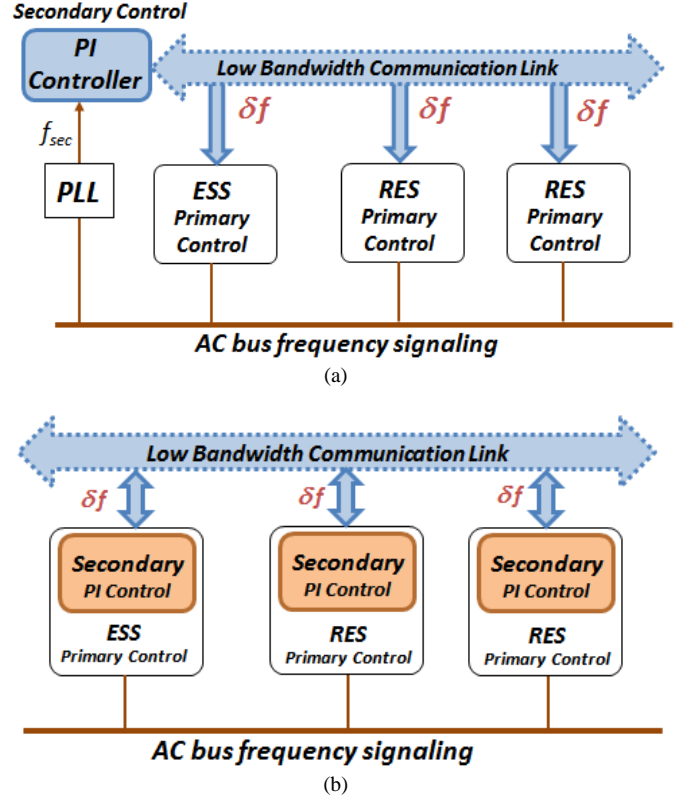 Secondary Control
PI
Controller
Low Bandwidth Communication Link
δf
δf
δf
f_sec
PLL
ESS
Primary
Control
RES
Primary
Control
RES
Primary
Control
AC bus frequency signaling
(a)
Low Bandwidth Communication Link
δf
δf
δf
Secondary
PI Control
ESS
Primary Control
Secondary
PI Control
RES
Primary Control
Secondary
PI Control
RES
Primary Control
AC bus frequency signaling
(b)